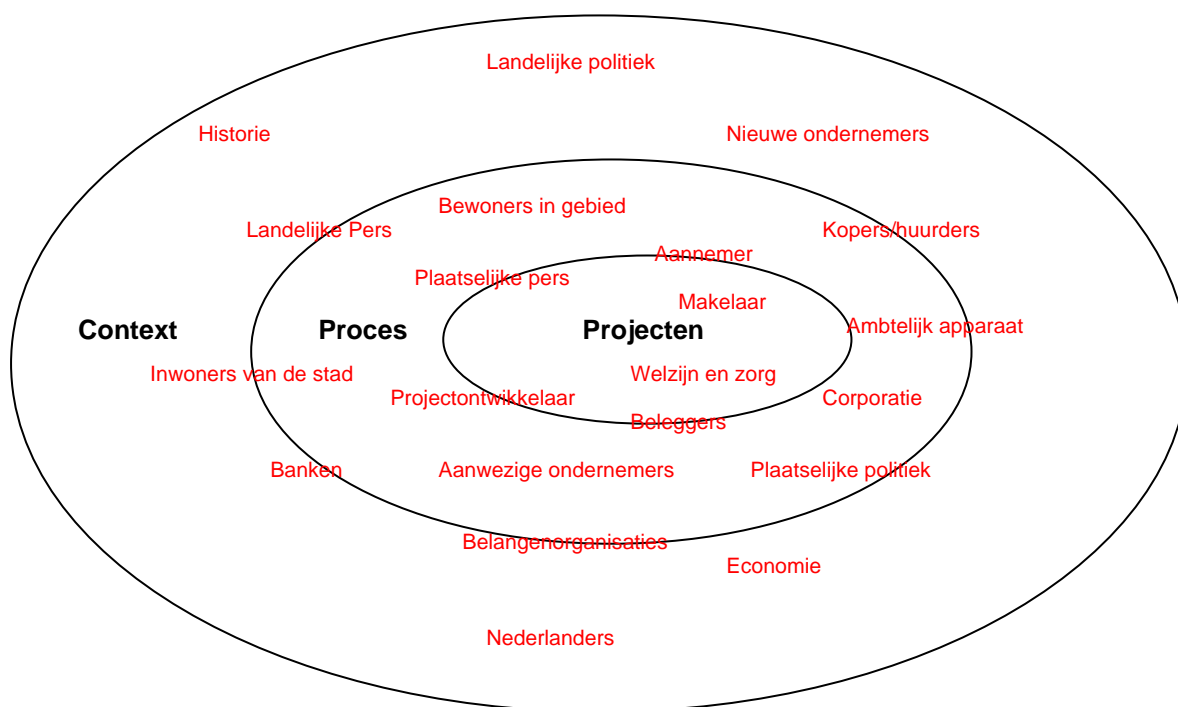 Landelijke politiek
Historie
Nieuwe ondernemers
Bewoners in gebied
Landelijke Pers
Kopers/huurders
Aannemer
Plaatselijke pers
Makelaar
Context
Proces
Projecten
Ambtelijk apparaat
Inwoners van de stad
Welzijn en zorg
Projectontwikkelaar
Corporatie
Beleggers
Banken
Aanwezige ondernemers
Plaatselijke politiek
Belangenorganisaties
Economie
Nederlanders